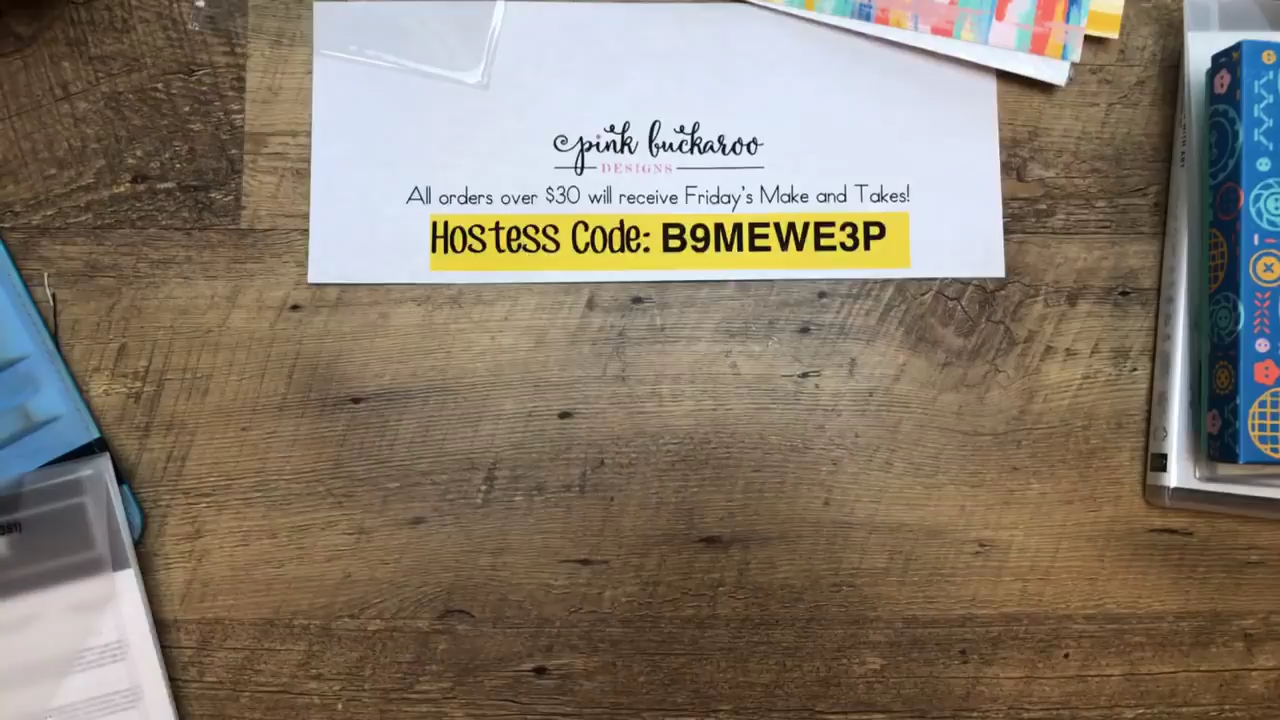 pink buckaroo
DESIGNS
All orders over $30 will receive Friday's Make and Takes!
Hostess Code: B9MEWE3P